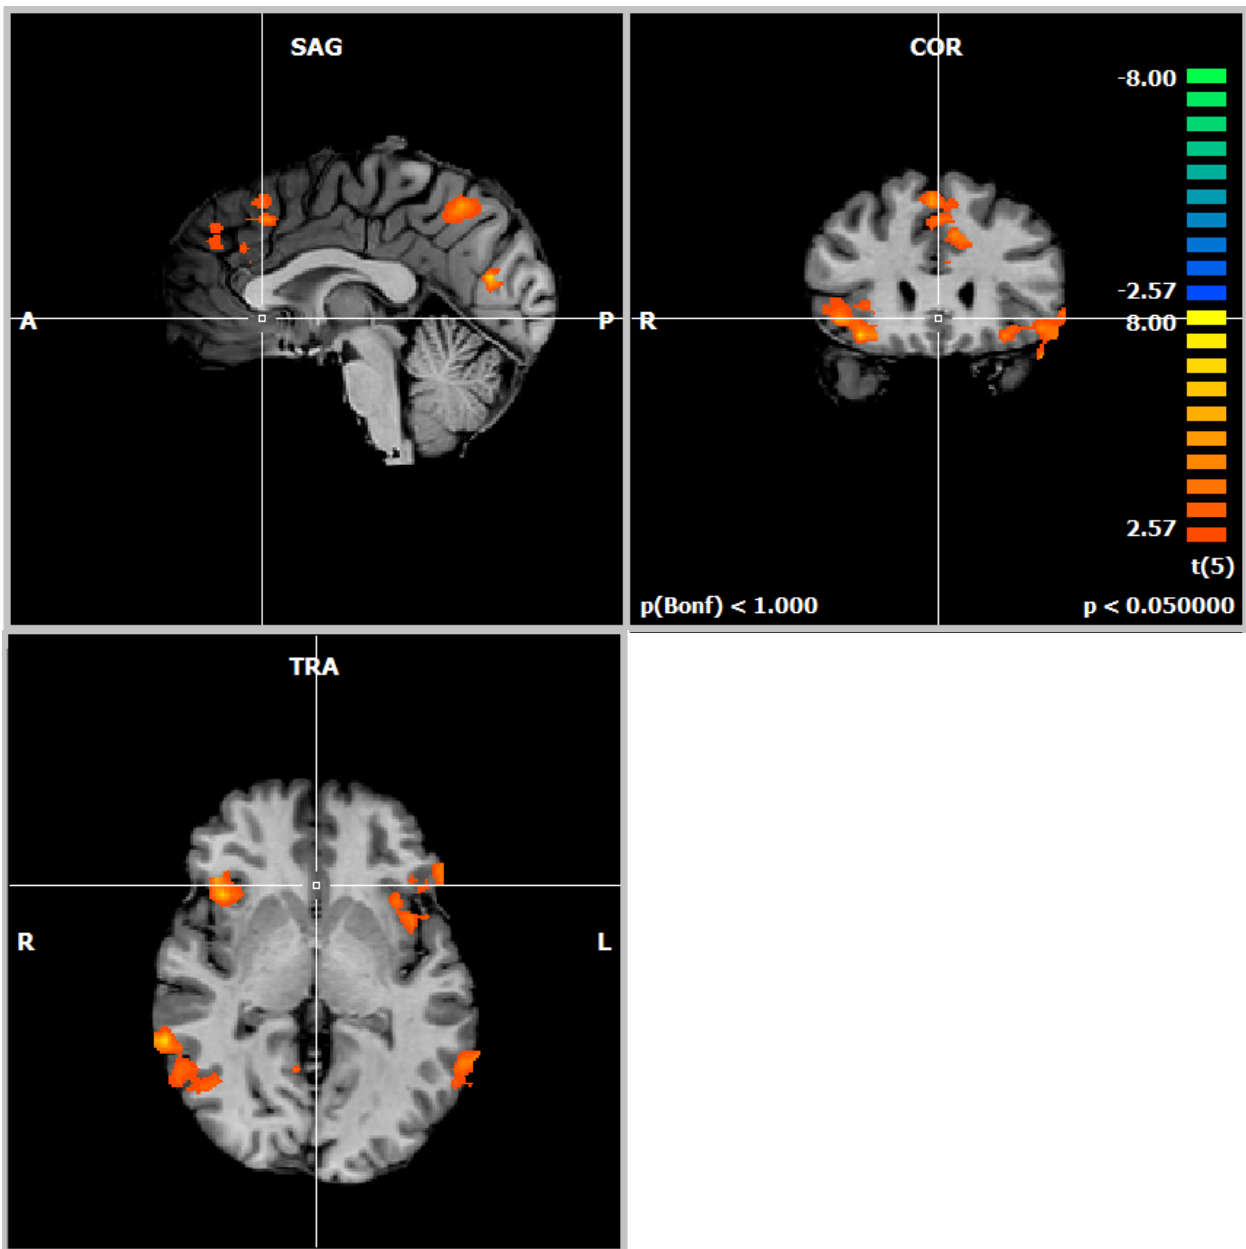 SAG
A
P
COR
-8.00
-2.57
R
8.00
2.57
t(5)
p(Bonf) < 1.000
p < 0.050000
TRA
R
L